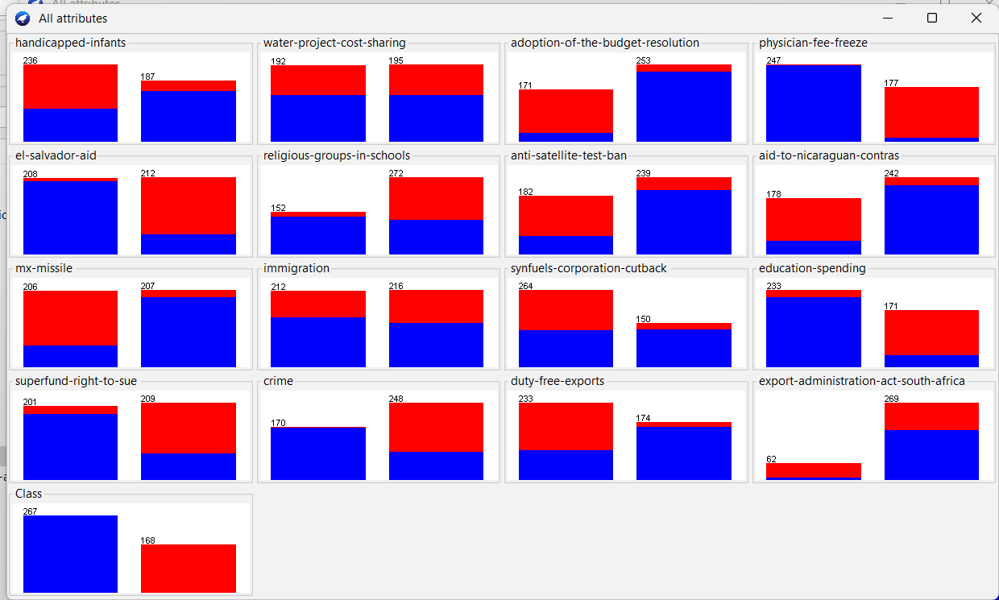 All attributes
All attributes
handicapped-infants water-project-cost-sharing adoption-of-the-budget-resolution physician-fee-freeze
236 187 192 195 171 253 247 177
el-salvador-aid religious-groups-in-schools anti-satellite-test-ban aid-to-nicaraguan-contras
208 212 152 272 182 239 178 242
mx-missile immigration synfuels-corporation-cutback education-spending
206 207 212 216 264 150 233 171
superfund-right-to-sue crime duty-free-exports export-administration-act-south-africa
201 209 170 248 233 174 62 269
Class
267 168